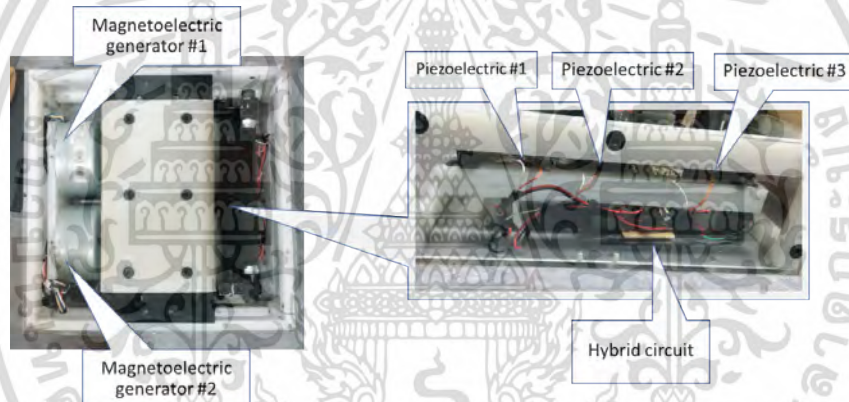 Magnetoelectric
generator #1
Piezoelectric #1
Piezoelectric #2
Piezoelectric #3
Hybrid circuit
Magnetoelectric
generator #2